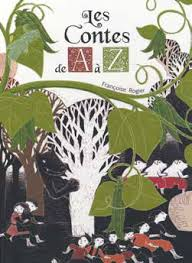 Les
Contes
de A à Z
Françoise Rogier